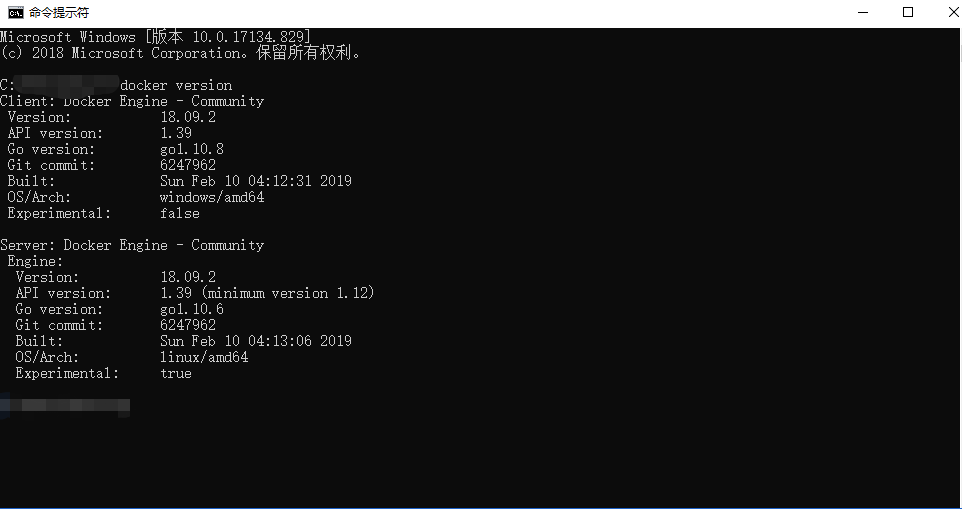 命令提示符
Microsoft Windows [版本 10.0.17134.829]
(c) 2018 Microsoft Corporation。保留所有权利。
C: docker version
Client: Docker Engine - Community
Version: 18.09.2
API version: 1.39
Go version: go1.10.8
Git commit: 6247962
Built: Sun Feb 10 04:12:31 2019
OS/Arch: windows/amd64
Experimental: false
Server: Docker Engine - Community
Engine:
Version: 18.09.2
API version: 1.39 (minimum version 1.12)
Go version: go1.10.6
Git commit: 6247962
Built: Sun Feb 10 04:13:06 2019
OS/Arch: linux/amd64
Experimental: true